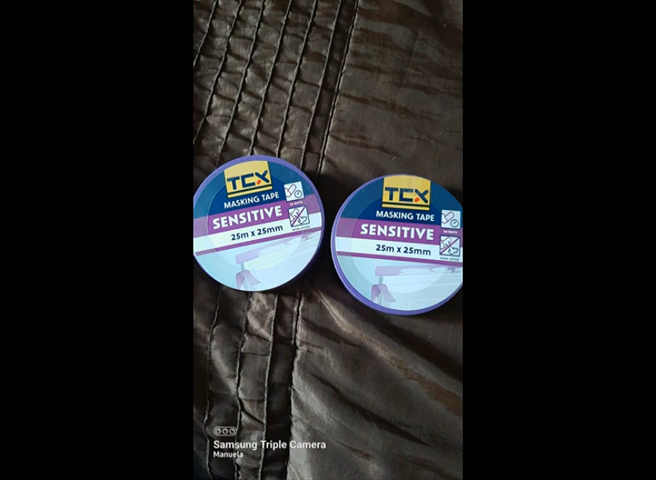 TCX
MASKING TAPE
SENSITIVE
25m x 25mm
TCX
MASKING TAPE
SENSITIVE
25m x 25mm
Samsung Triple Camera
Manuela